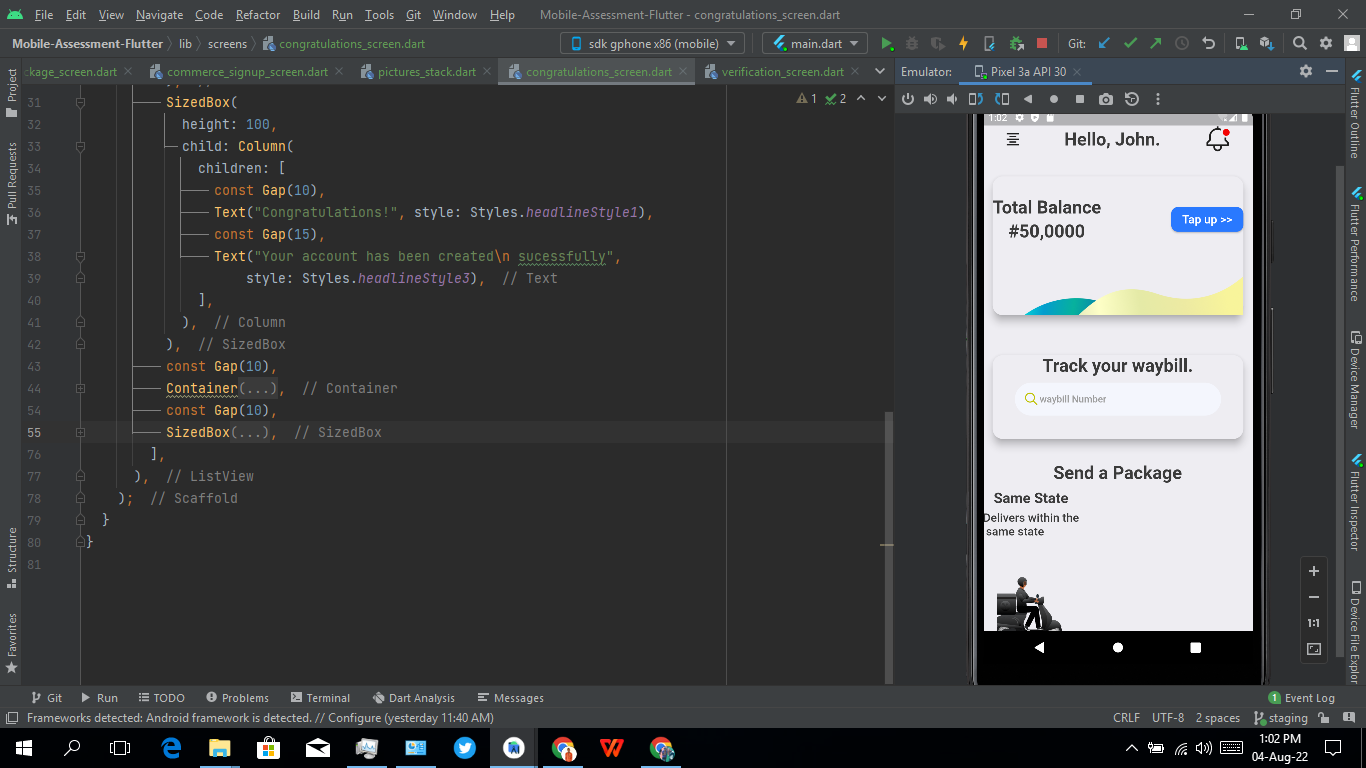 File Edit View Navigate Code Refactor Build Run Tools Git Window Help Mobile-Assessment-Flutter - congratulations_screen.dart
Mobile-Assessment-Flutter lib screens congratulations_screen.dart sdk gphone x86 (mobile) main.dart Git:
ckage_screen.dart commerce_signup_screen.dart pictures_stack.dart congratulations_screen.dart verification_screen.dart Emulator: Pixel 3a API 30
Project
Pull Requests
Structure
Favorites
1 2
31 SizedBox(
32 height: 100,
33 child: Column(
34 children: [
35 const Gap(10),
36 Text("Congratulations!", style: Styles.headlineStyle1),
37 const Gap(15),
38 Text("Your account has been created\n sucessfully",
39 style: Styles.headlineStyle3), // Text
40 ],
41 ), // Column
42 ), // SizedBox
43 const Gap(10),
44 Container(...), // Container
54 const Gap(10),
55 SizedBox(...), // SizedBox
76 ],
77 ), // ListView
78 ); // Scaffold
79 }
80 }
81
1:02
Hello, John.
Total Balance
#50,0000
Tap up >>
Track your waybill.
waybill Number
Send a Package
Same State
Delivers within the
same state
1:1
Flutter Outline
Flutter Performance
Device Manager
Flutter Inspector
Device File Explor
Git Run TODO Problems Terminal Dart Analysis Messages 1 Event Log
Frameworks detected: Android framework is detected. // Configure (yesterday 11:40 AM) CRLF UTF-8 2 spaces staging
1:02 PM
04-Aug-22